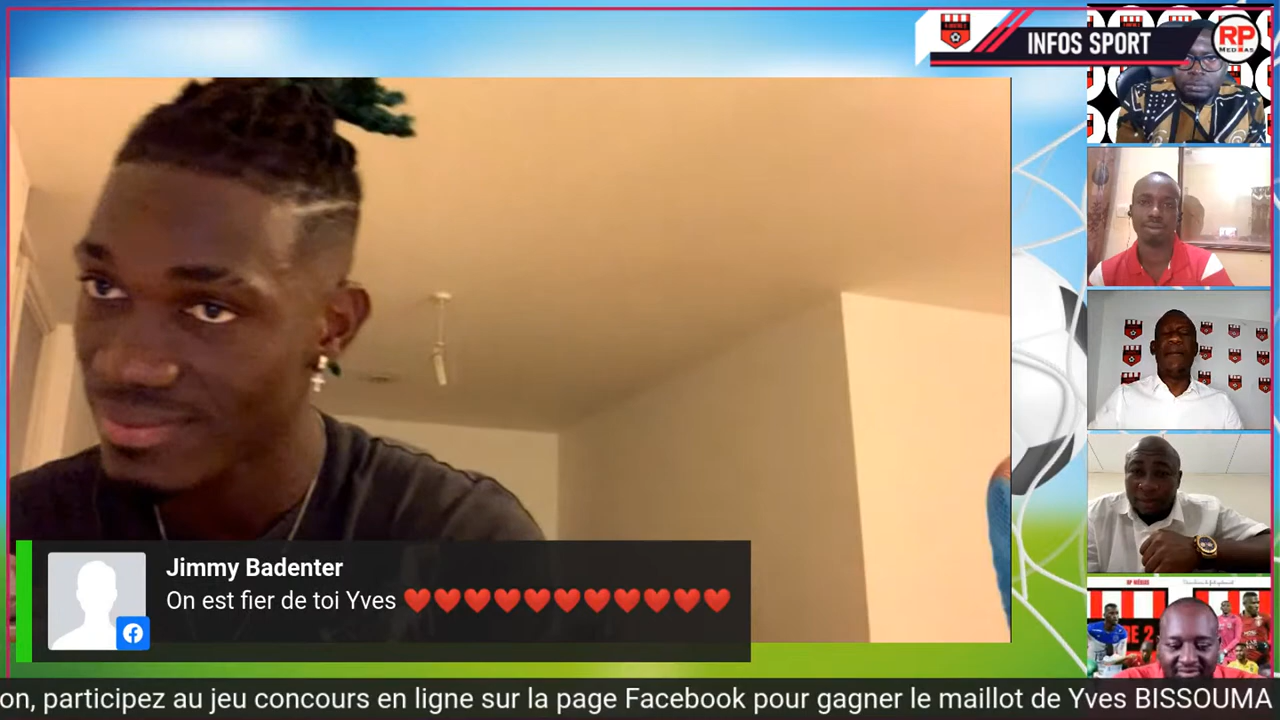 INFOS SPORT
RP
MEDIAS
Jimmy Badenter
On est fier de toi Yves ❤️❤️❤️❤️❤️❤️❤️❤️❤️❤️❤️
on, participez au jeu concours en ligne sur la page Facebook pour gagner le maillot de Yves BISSOUMA